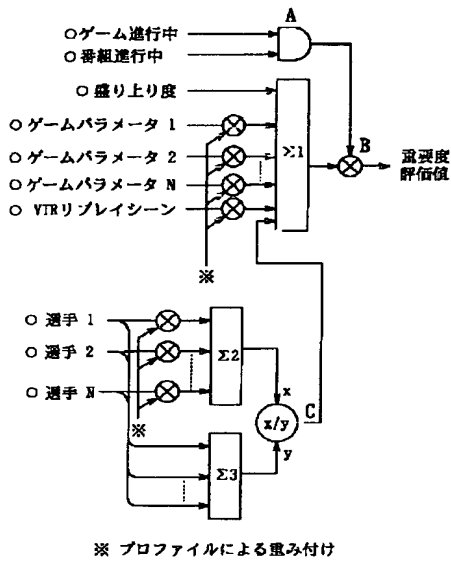 A
○ゲーム進行中
○番組進行中
○ 盛り上り度
○ ゲームパラメータ 1
Σ1
B
重要度
評価値
○ ゲームパラメータ 2
○ ゲームパラメータ N
○ VTRリプレイシーン
※
○ 選手 1
○ 選手 2
Σ2
○ 選手 N
x
C
x/y
※
y
Σ3
※ プロファイルによる重み付け